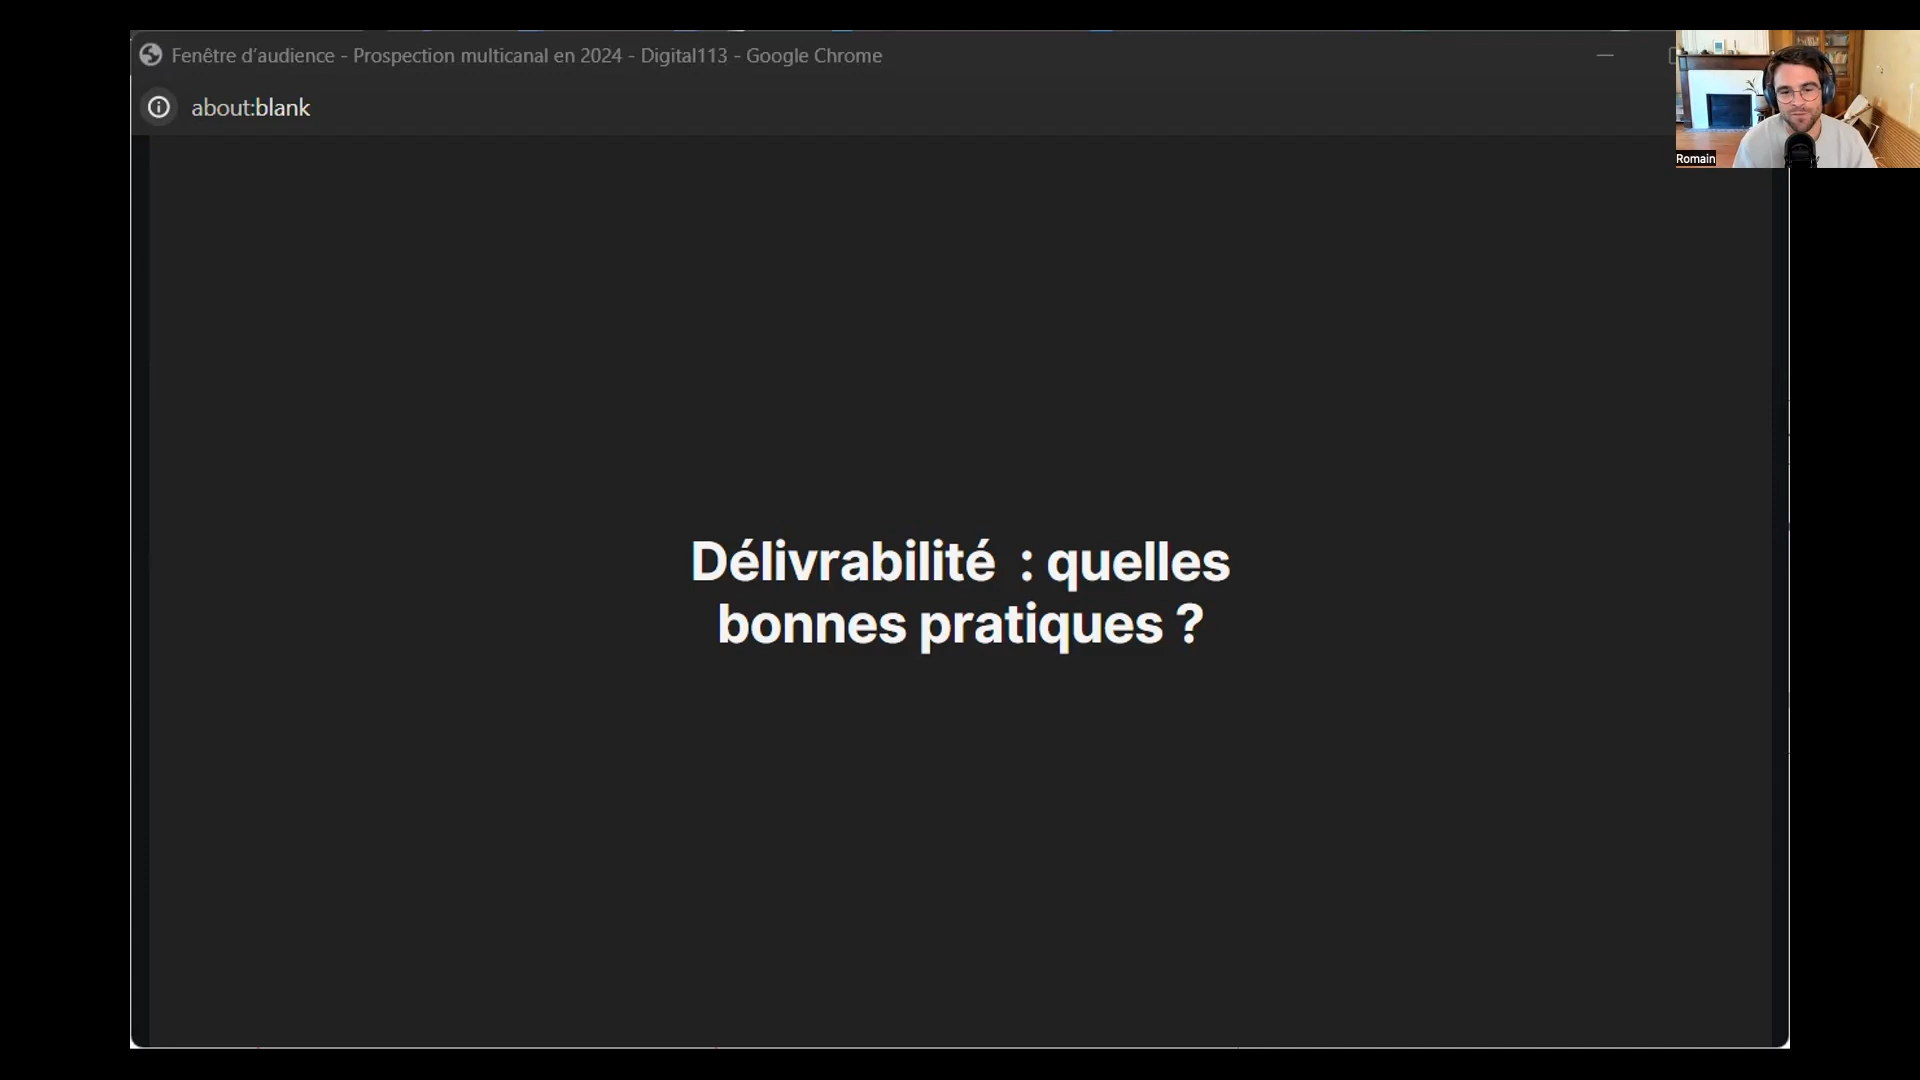 Fenêtre d’audience - Prospection multicanal en 2024 - Digital113 - Google Chrome
about:blank
Romain
Délivrabilité : quelles
bonnes pratiques ?